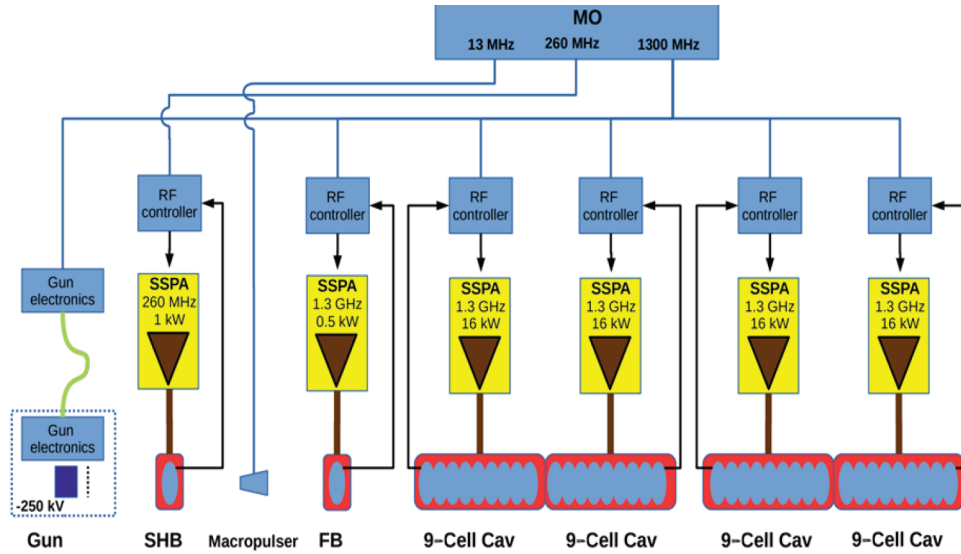 MO
13 MHz 260 MHz 1300 MHz
RF
controller
RF
controller
RF
controller
RF
controller
RF
controller
RF
controller
Gun
electronics
SSPA
260 MHz
1 kW
SSPA
1.3 GHz
0.5 kW
SSPA
1.3 GHz
16 kW
SSPA
1.3 GHz
16 kW
SSPA
1.3 GHz
16 kW
SSPA
1.3 GHz
16 kW
Gun
electronics
-250 kV
Gun SHB Macropulser FB 9-Cell Cav 9-Cell Cav 9-Cell Cav 9-Cell Cav